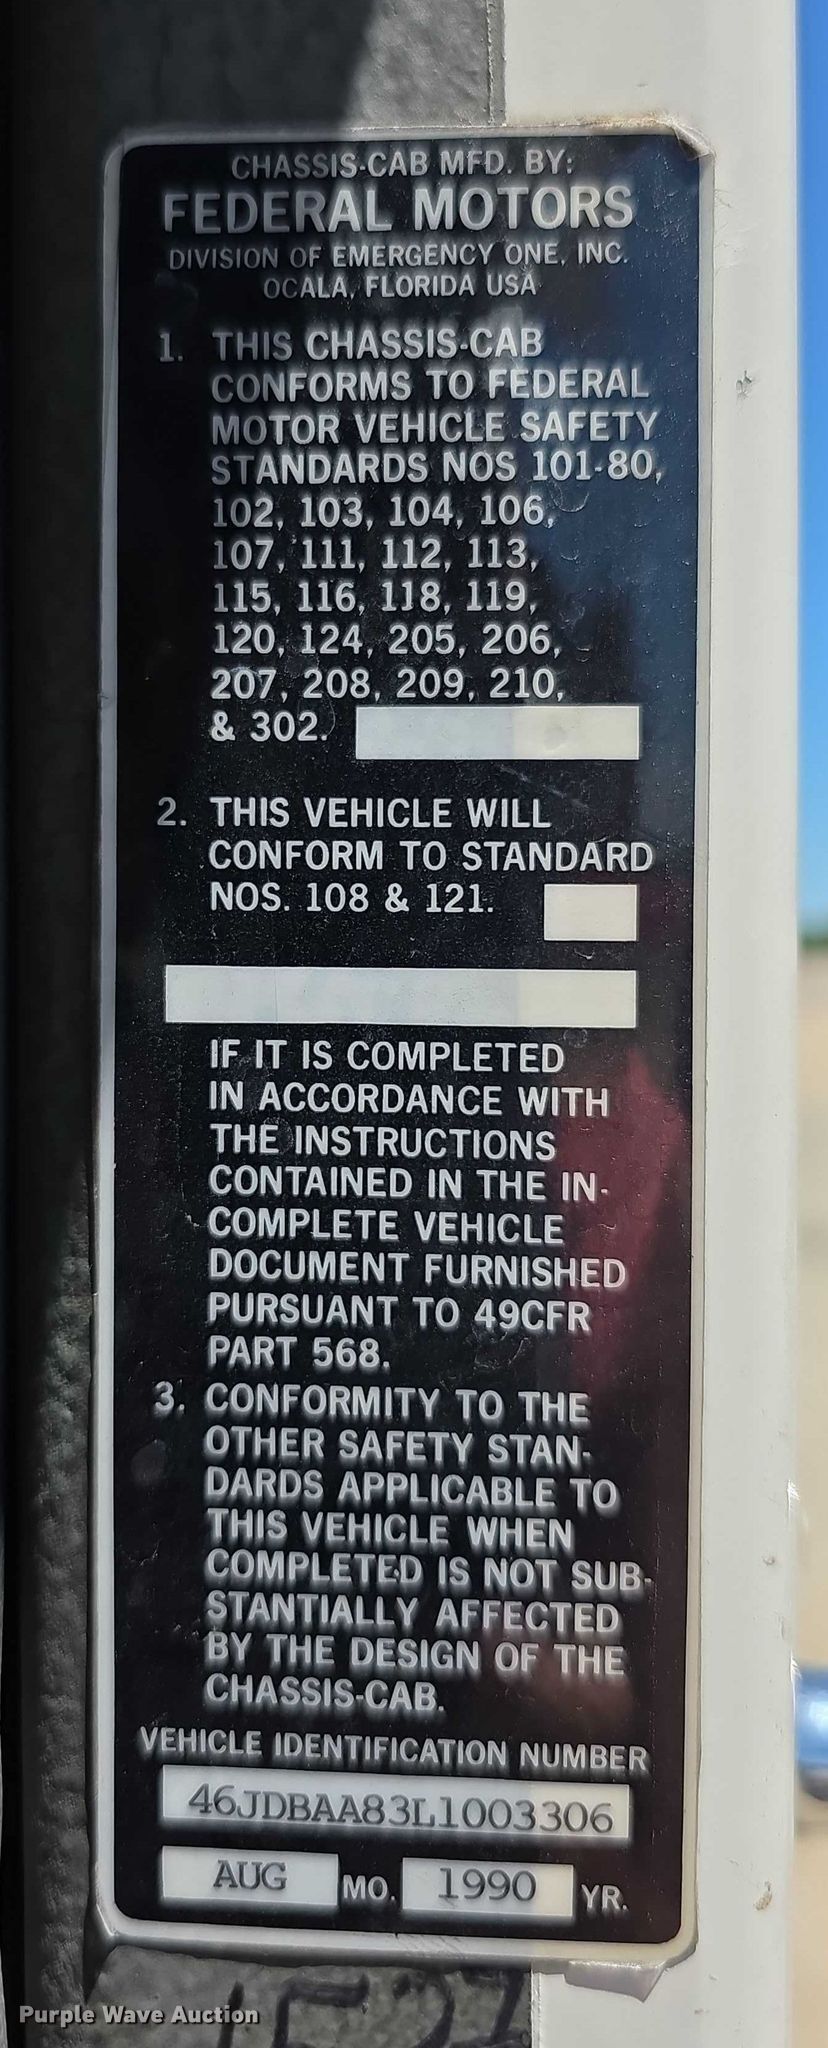 CHASSIS-CAB MFD. BY:
FEDERAL MOTORS
DIVISION OF EMERGENCY ONE, INC.
OCALA, FLORIDA USA
1. THIS CHASSIS-CAB
CONFORMS TO FEDERAL
MOTOR VEHICLE SAFETY
STANDARDS NOS 101-80,
102, 103, 104, 106,
107, 111, 112, 113,
115, 116, 118, 119,
120, 124, 205, 206,
207, 208, 209, 210,
& 302.
2. THIS VEHICLE WILL
CONFORM TO STANDARD
NOS. 108 & 121.
IF IT IS COMPLETED
IN ACCORDANCE WITH
THE INSTRUCTIONS
CONTAINED IN THE IN-
COMPLETE VEHICLE
DOCUMENT FURNISHED
PURSUANT TO 49CFR
PART 568.
3. CONFORMITY TO THE
OTHER SAFETY STAN-
DARDS APPLICABLE TO
THIS VEHICLE WHEN
COMPLETED IS NOT SUB-
STANTIALLY AFFECTED
BY THE DESIGN OF THE
CHASSIS-CAB.
VEHICLE IDENTIFICATION NUMBER
46JDBAA83L1003306
AUG MO. 1990 YR.
Purple Wave Auction